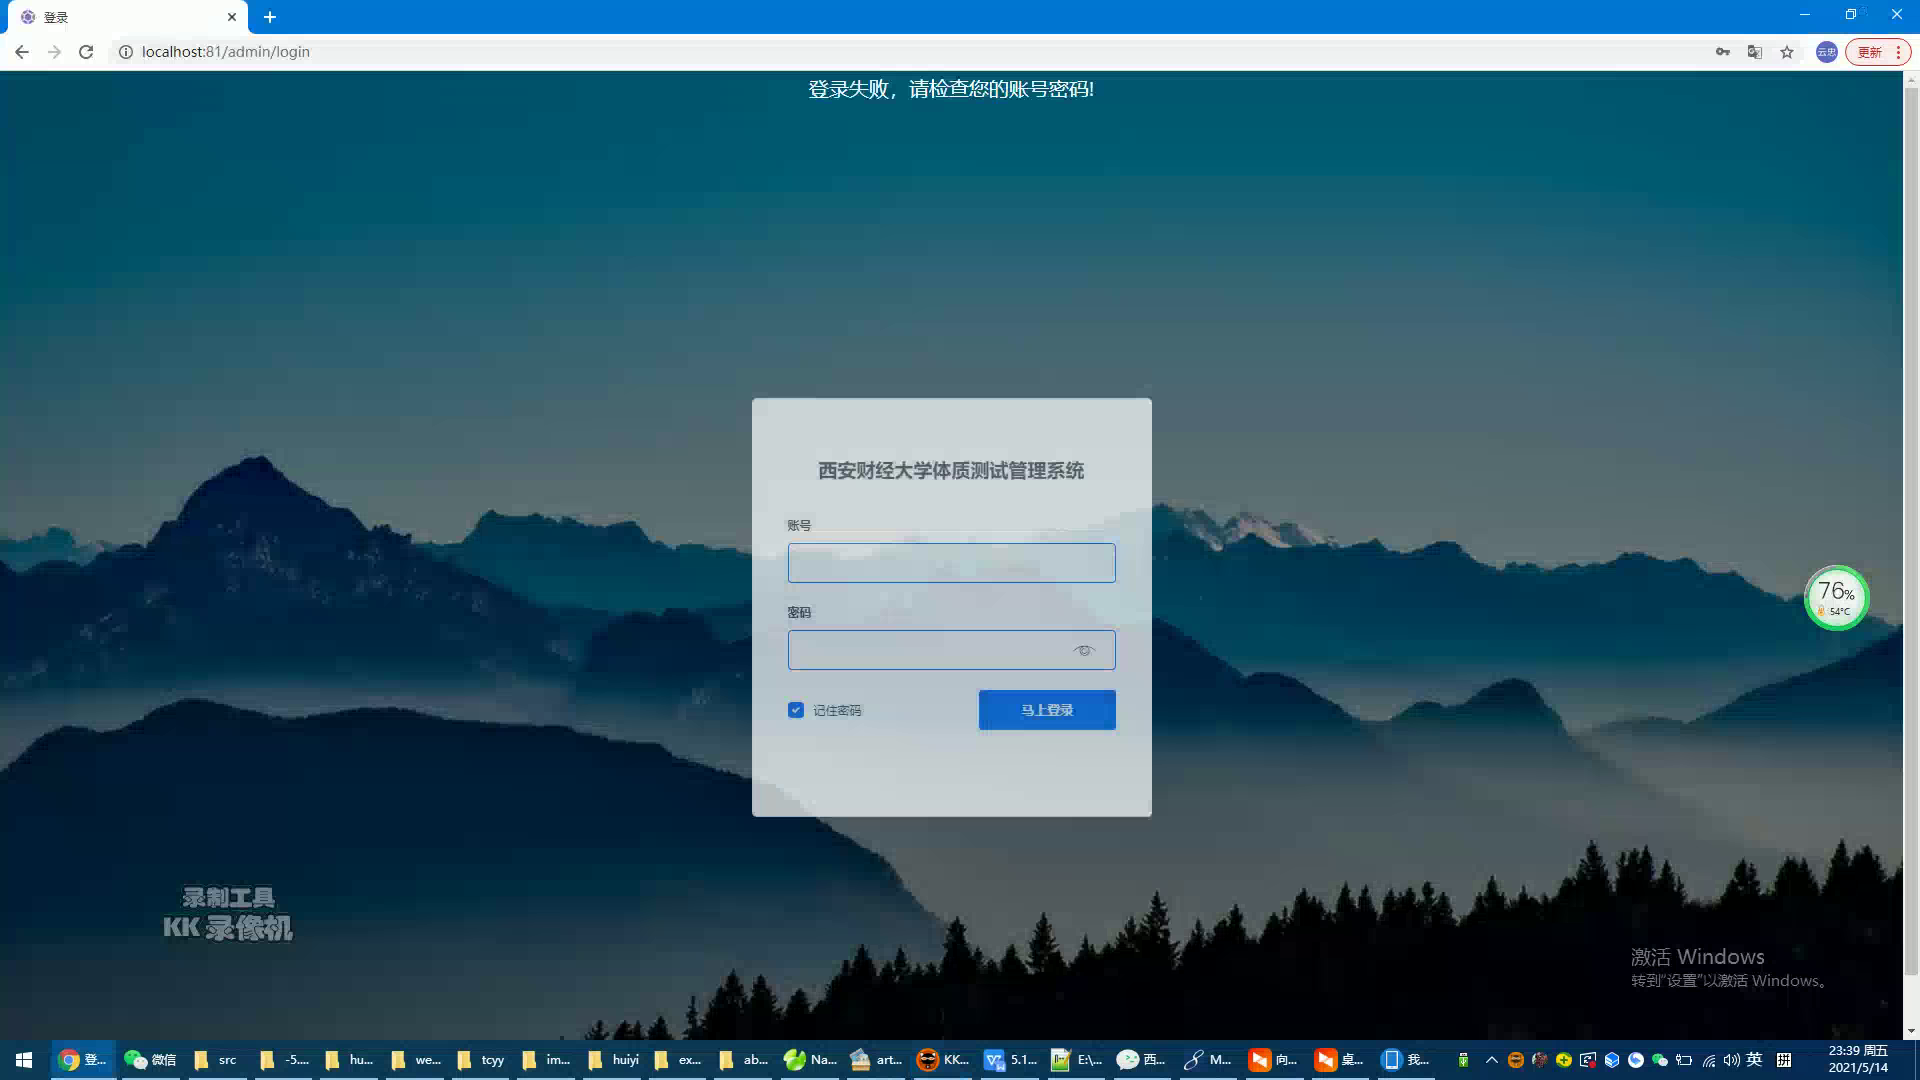 登录
localhost:81/admin/login
云忠
更新
登录失败，请检查您的账号密码!
西安财经大学体质测试管理系统
账号
密码
记住密码
马上登录
76%
54°C
录制工具
KK 录像机
激活 Windows
转到"设置"以激活 Windows。
登...
微信
src
-5....
hu...
we...
tcyy
im...
huiyi
ex...
ab...
Na...
art...
KK...
5.1...
E:\...
西...
M...
向...
桌...
我...
英
拼
23:39 周五
2021/5/14